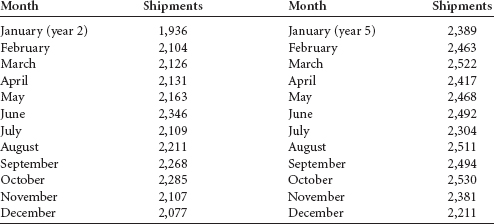 Month Shipments Month Shipments
January (year 2) 1,936 January (year 5) 2,389
February 2,104 February 2,463
March 2,126 March 2,522
April 2,131 April 2,417
May 2,163 May 2,468
June 2,346 June 2,492
July 2,109 July 2,304
August 2,211 August 2,511
September 2,268 September 2,494
October 2,285 October 2,530
November 2,107 November 2,381
December 2,077 December 2,211